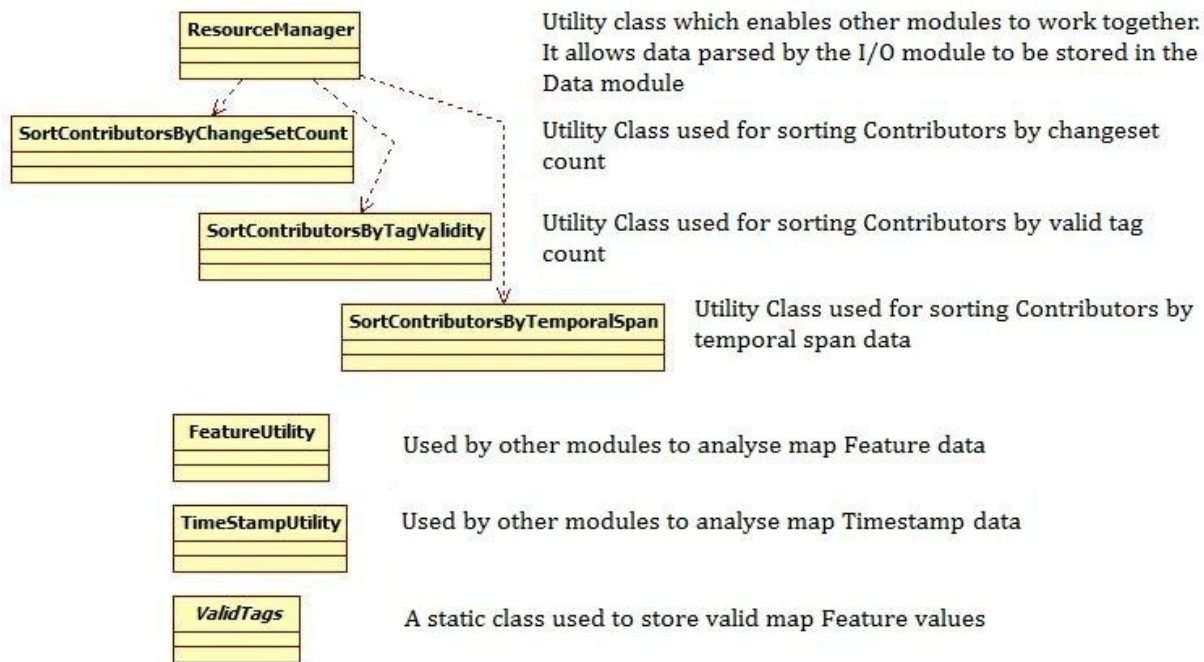 ResourceManager
Utility class which enables other modules to work together.
It allows data parsed by the I/O module to be stored in the
Data module
SortContributorsByChangeSetCount
Utility Class used for sorting Contributors by changeset
count
SortContributorsByTagValidity
Utility Class used for sorting Contributors by valid tag
count
SortContributorsByTemporalSpan
Utility Class used for sorting Contributors by
temporal span data
FeatureUtility
Used by other modules to analyse map Feature data
TimeStampUtility
Used by other modules to analyse map Timestamp data
ValidTags
A static class used to store valid map Feature values